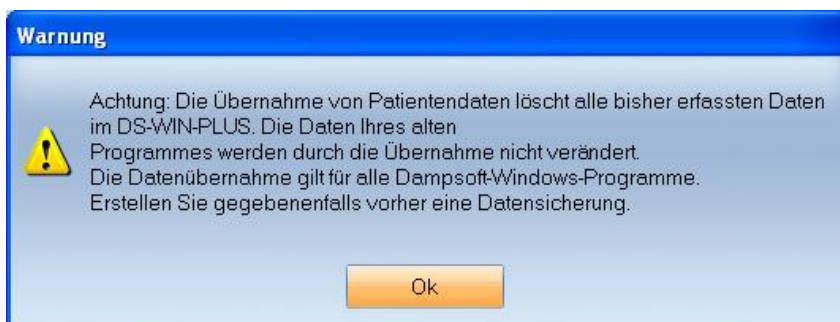 Warnung
Achtung: Die Übernahme von Patientendaten löscht alle bisher erfassten Daten
im DS-WIN-PLUS. Die Daten Ihres alten
Programmes werden durch die Übernahme nicht verändert.
Die Datenübernahme gilt für alle Dampsoft-Windows-Programme.
Erstellen Sie gegebenenfalls vorher eine Datensicherung.
Ok